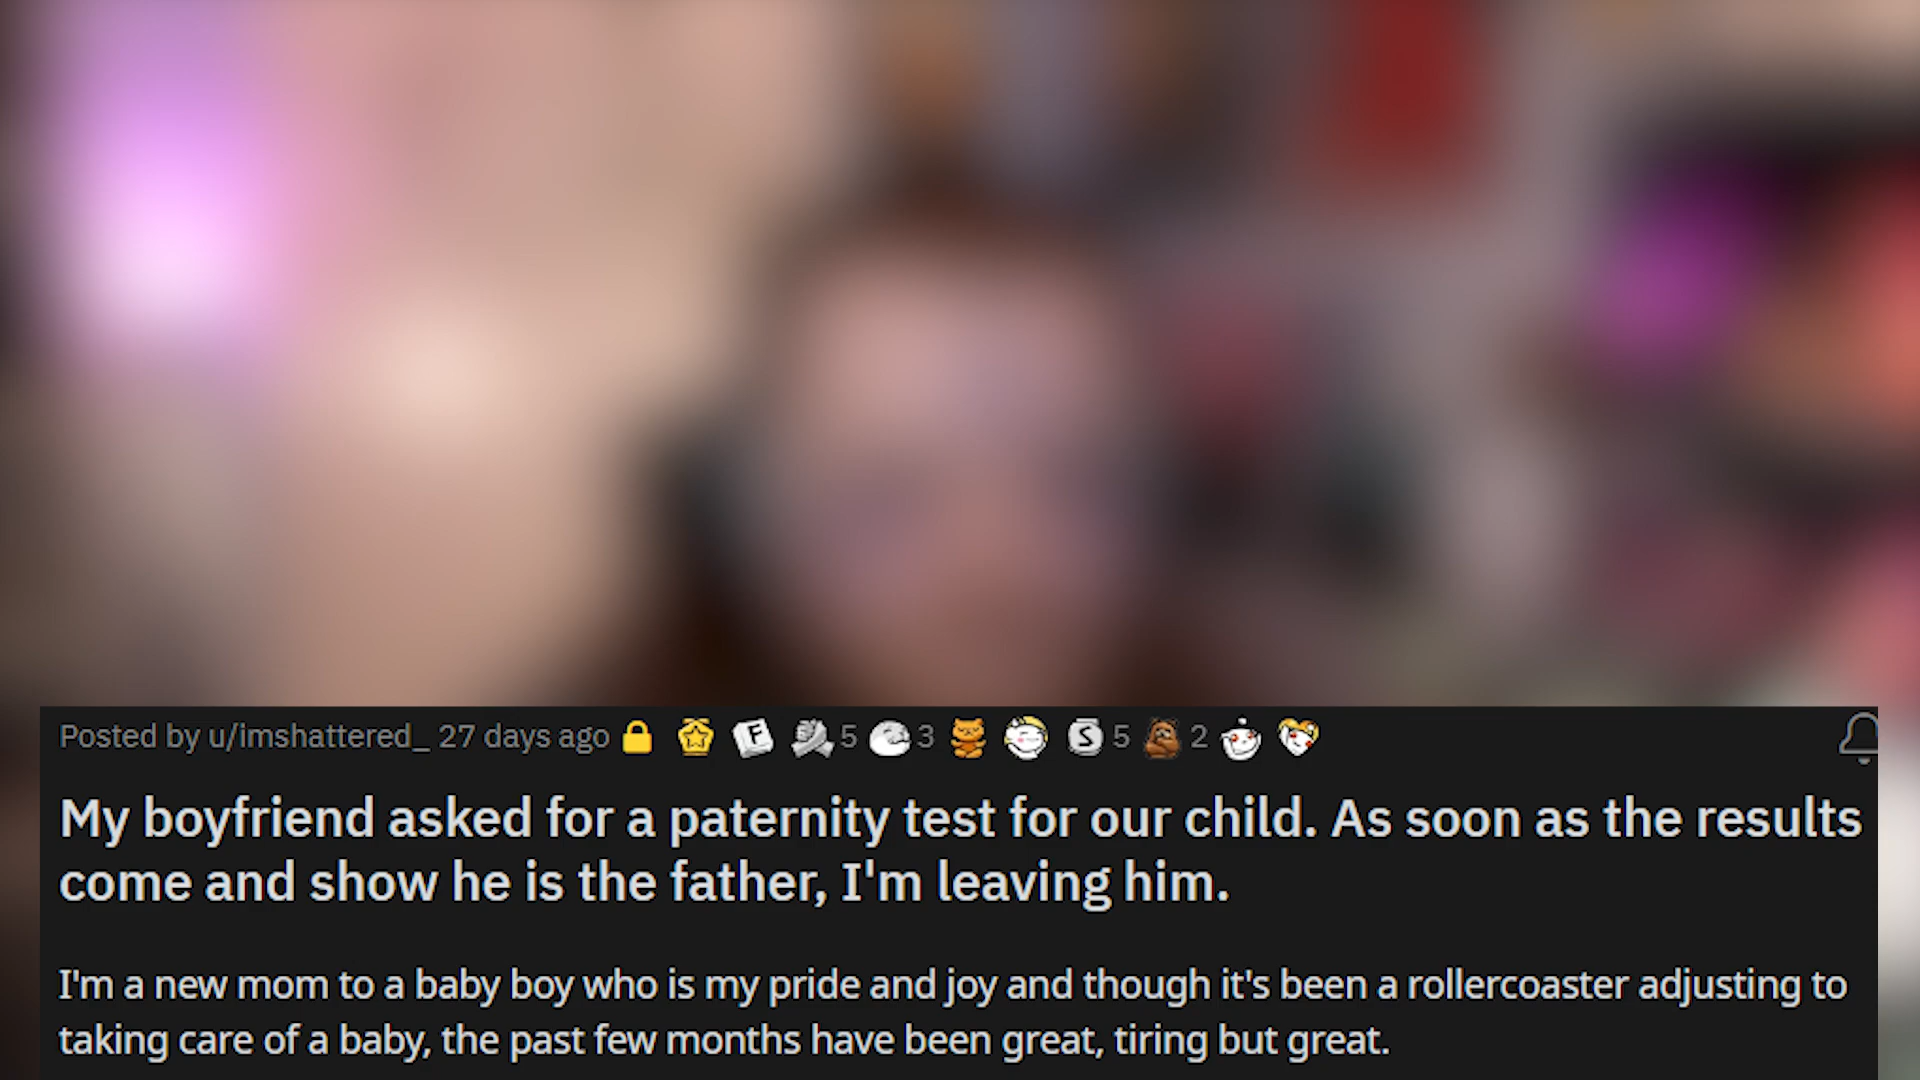 Posted by u/imshattered_ 27 days ago 5 3 5 2
My boyfriend asked for a paternity test for our child. As soon as the results
come and show he is the father, I'm leaving him.
I'm a new mom to a baby boy who is my pride and joy and though it's been a rollercoaster adjusting to
taking care of a baby, the past few months have been great, tiring but great.